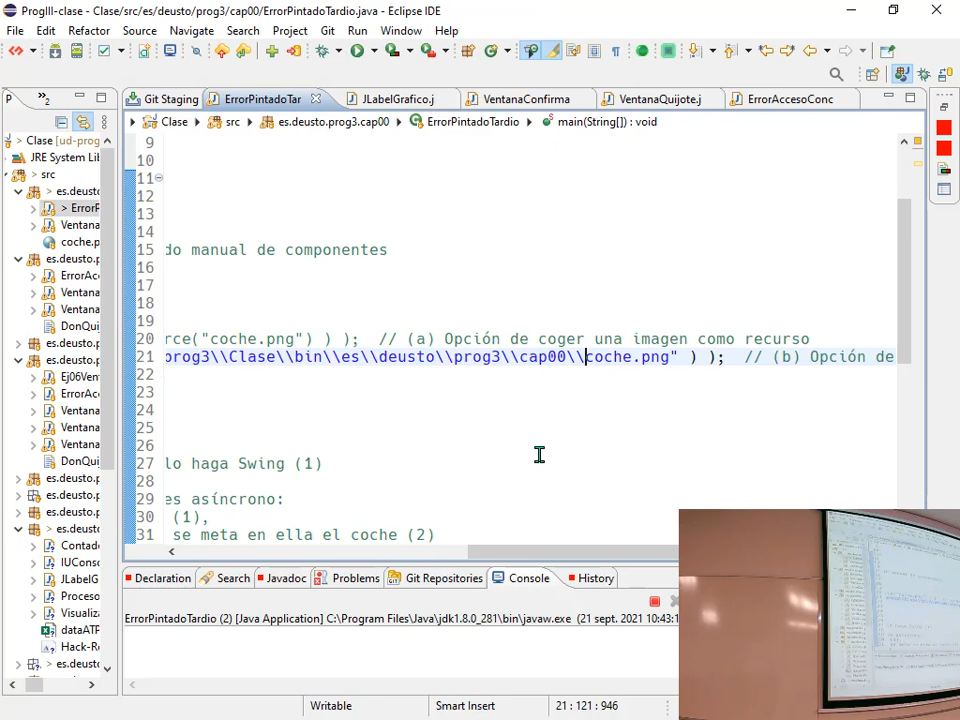 ProgIII-clase - Clase/src/es/deusto/prog3/cap00/ErrorPintadoTardio.java - Eclipse IDE
File Edit Refactor Source Navigate Search Project Run Git Window Help
P »2
Git Staging ErrorPintadoTar JLabelGrafico.j VentanaConfirma VentanaQuijote.j ErrorAccesoConc
Clase src es.deusto.prog3.cap00 ErrorPintadoTardio main(String[]) : void
Clase [ud-prog
JRE System Lib
src
> es.deust
> ErrorP
Ventana
coche.p
es.deusto.p
ErrorAc
Ventana
Ventana
DonQui
es.deusto.p
Ej06Ven
ErrorAcc
Ventana
Ventana
Ventana
DonQui
es.deusto.p
es.deusto.p
es.deusto.p
es.deusto.p
Contado
IUConso
JLabelG
Proceso
Visualiza
dataATP
Hack-Re
> es.deusto.p
9
10
11
12
13
14
15 do manual de componentes
16
17
18
19
20 rce("coche.png") ) ); // (a) Opción de coger una imagen como recurso
21 prog3\\Clase\\bin\\es\\deusto\\prog3\\cap00\\coche.png" ) ); // (b) Opción de
22
23
24
25
26
27 lo haga Swing (1)
28
29 es asíncrono:
30 (1),
31 se meta en ella el coche (2)
Declaration Search Javadoc Problems Git Repositories Console History
ErrorPintadoTardio (2) [Java Application] C:\Program Files\Java\jdk1.8.0_281\bin\javaw.exe (21 sept. 2021 10:43:1
Writable Smart Insert 21 : 121 : 946